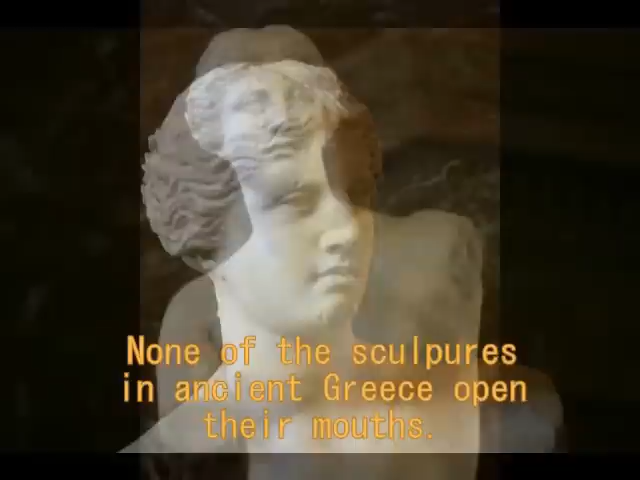 None of the sculpures
in ancient Greece open
their mouths.